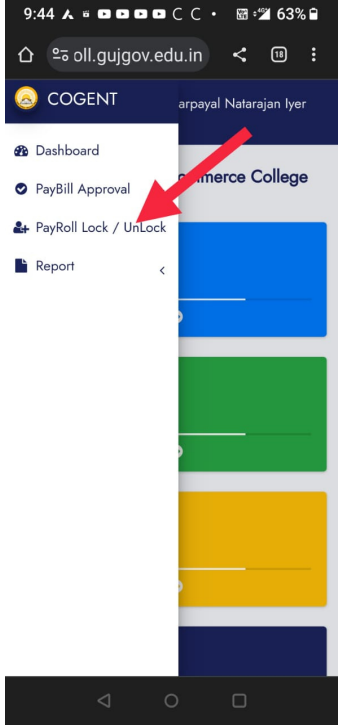 9:44 C C • 63%
oll.gujgov.edu.in 18
COGENT
arpayal Natarajan Iyer
Dashboard
PayBill Approval
merce College
PayRoll Lock / UnLock
Report